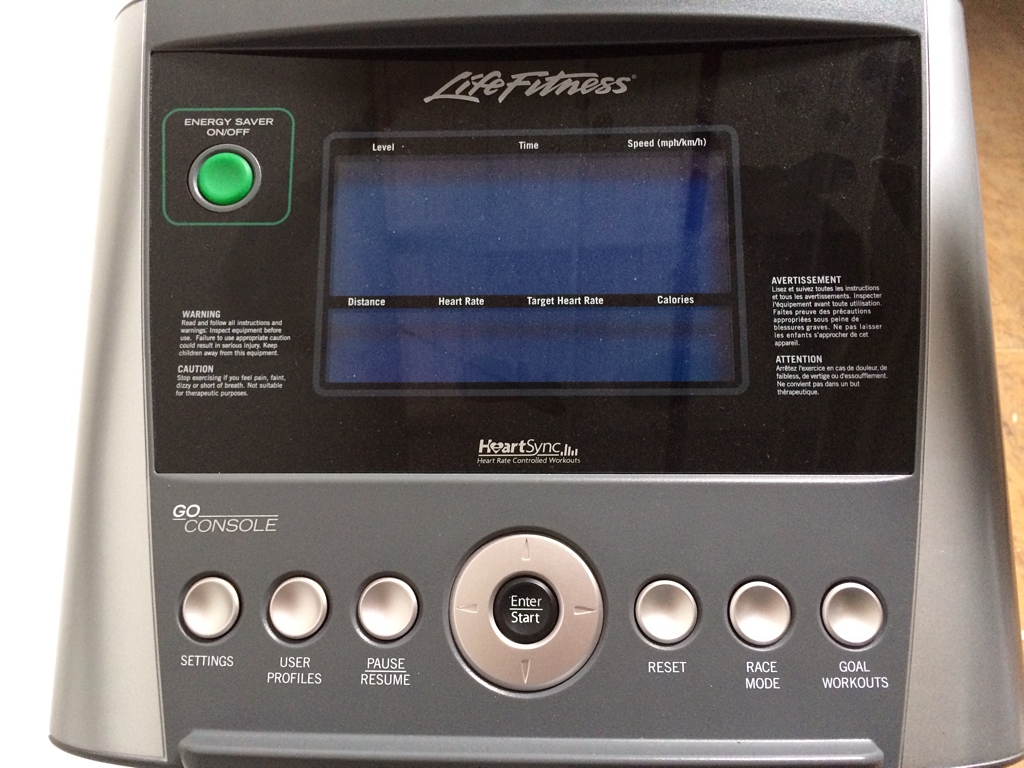 LifeFitness®
ENERGY SAVER
ON/OFF
Level
Time
Speed (mph/km/h)
Distance
Heart Rate
Target Heart Rate
Calories
WARNING
Read and follow all instructions and
warnings. Inspect equipment before
use. Failure to use appropriate caution
could result in serious injury. Keep
children away from this equipment.
CAUTION
Stop exercising if you feel pain, faint,
dizzy or short of breath. Not suitable
for therapeutic purposes.
AVERTISSEMENT
Lisez et suivez toutes les instructions
et tous les avertissements. Inspecter
l'équipement avant toute utilisation.
Faites preuve des précautions
appropriées sous peine de
blessures graves. Ne pas laisser
les enfants s'approcher de cet
appareil.
ATTENTION
Arrêtez l'exercice en cas de douleur, de
faibless, de vertige ou d'essoufflement.
Ne convient pas dans un but
thérapeutique.
HeartSync
Heart Rate Controlled Workouts
GO
CONSOLE
SETTINGS
USER
PROFILES
PAUSE
RESUME
Enter
Start
RESET
RACE
MODE
GOAL
WORKOUTS